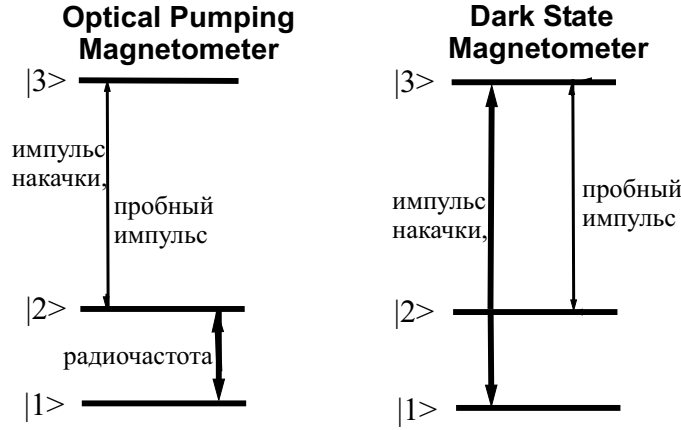 Optical Pumping
Magnetometer
|3>
импульс
накачки,
пробный
импульс
|2>
радиочастота
|1>
Dark State
Magnetometer
|3>
импульс
накачки,
пробный
импульс
|2>
|1>